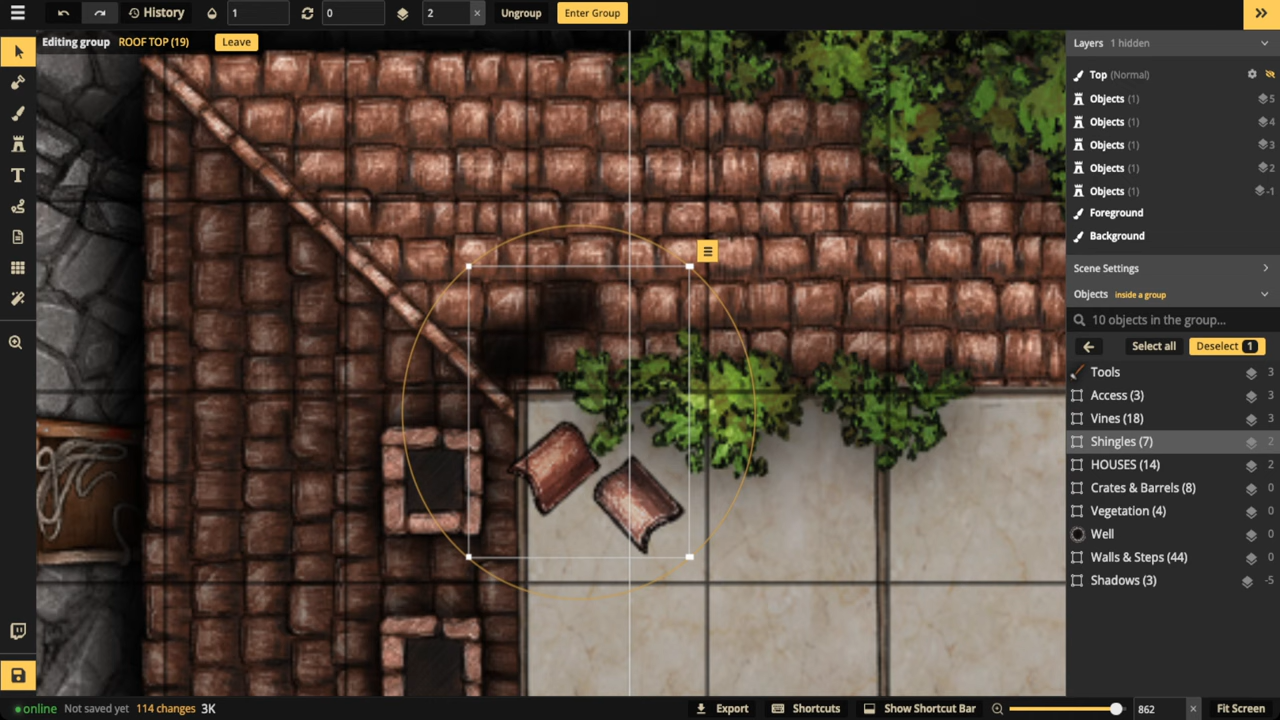 History 1 0 2 × Ungroup Enter Group
Editing group ROOF TOP (19) Leave
Layers 1 hidden
Top (Normal)
Objects (1) 5
Objects (1) 4
Objects (1) 3
Objects (1) 2
Objects (1) -1
Foreground
Background
Scene Settings
Objects inside a group
10 objects in the group...
Select all Deselect 1
Tools 3
Access (3) 3
Vines (18) 3
Shingles (7) 2
HOUSES (14) 2
Crates & Barrels (8) 0
Vegetation (4) 0
Well 0
Walls & Steps (44) 0
Shadows (3) -5
online Not saved yet 114 changes 3K Export Shortcuts Show Shortcut Bar 862 × Fit Screen